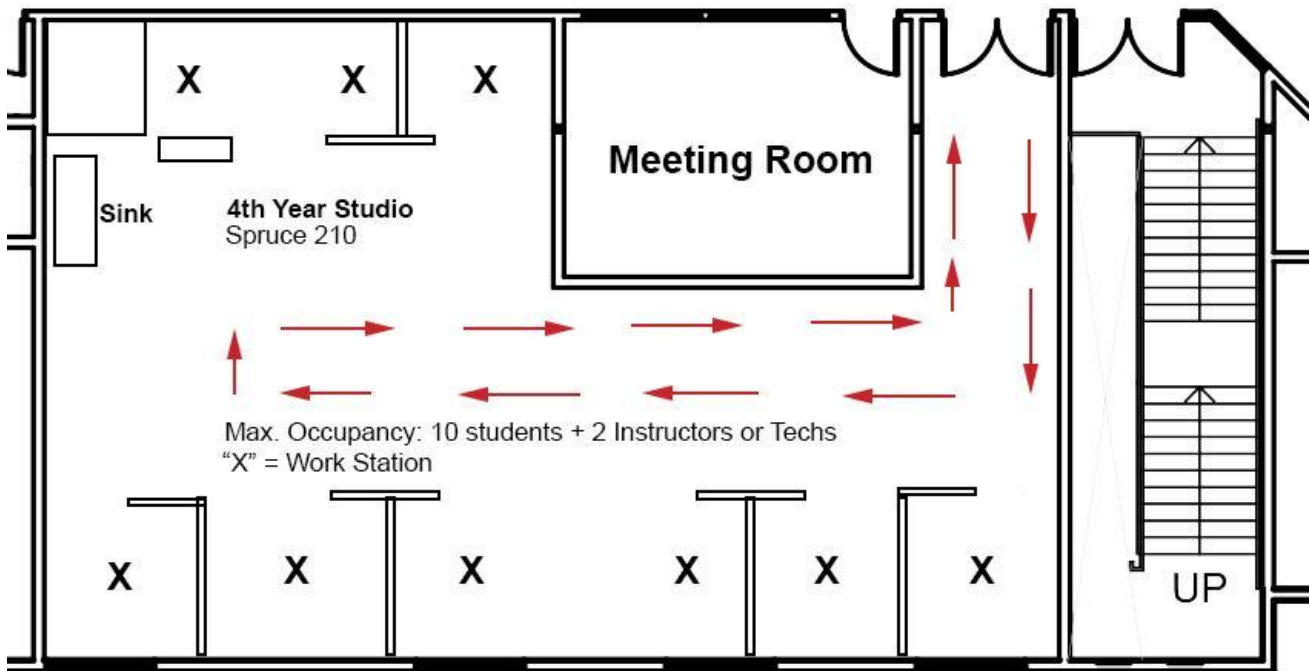 X X X
Meeting Room
Sink
4th Year Studio
Spruce 210
Max. Occupancy: 10 students + 2 Instructors or Techs
“X” = Work Station
X X X X X X
UP